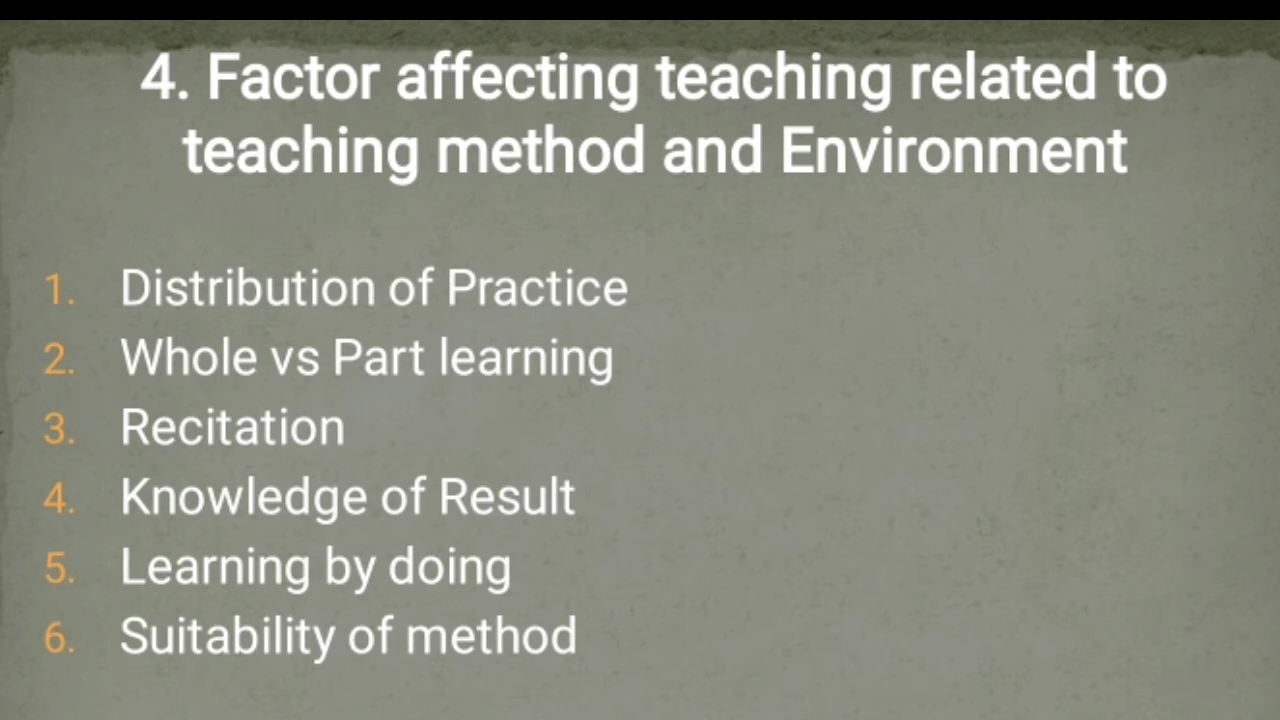 4. Factor affecting teaching related to
teaching method and Environment
1. Distribution of Practice
2. Whole vs Part learning
3. Recitation
4. Knowledge of Result
5. Learning by doing
6. Suitability of method